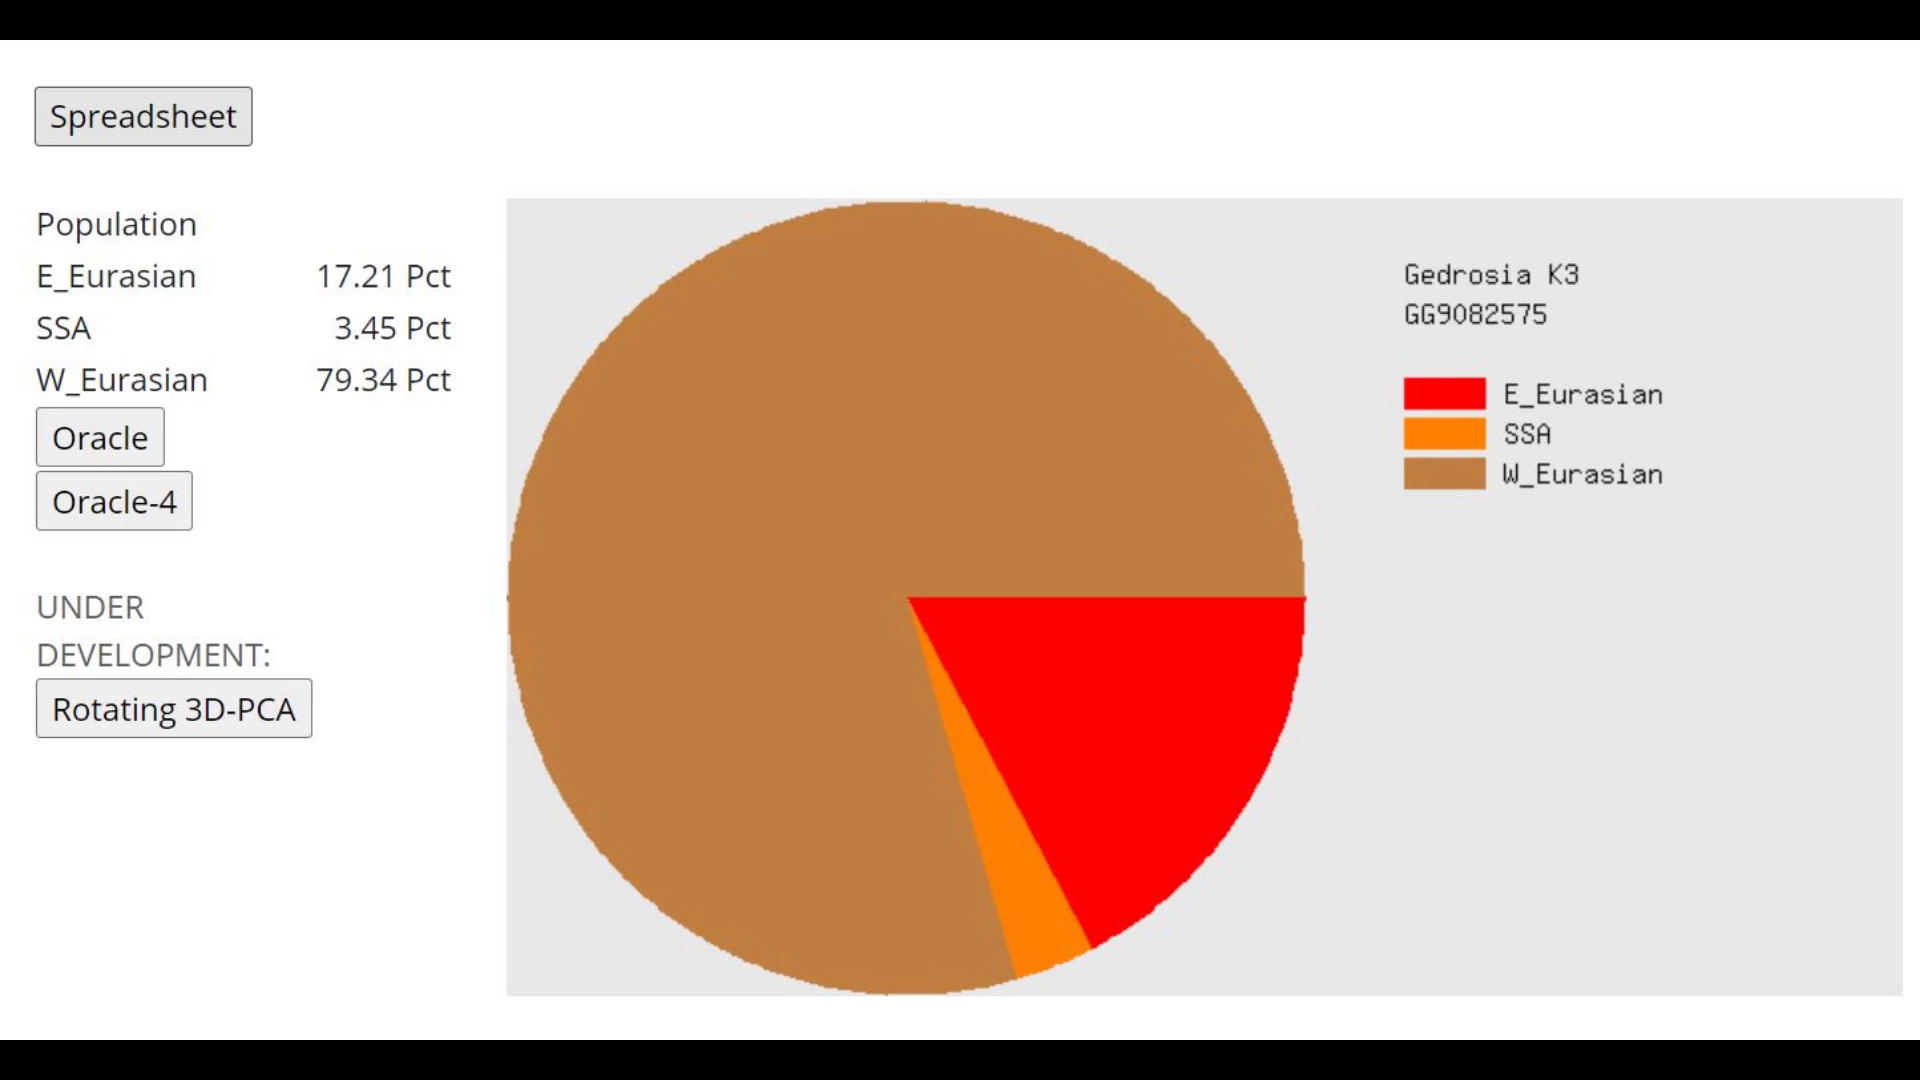 Spreadsheet
Population
E_Eurasian 17.21 Pct
SSA 3.45 Pct
W_Eurasian 79.34 Pct
Oracle
Oracle-4
UNDER
DEVELOPMENT:
Rotating 3D-PCA
Gedrosia K3
GG9082575
E_Eurasian
SSA
W_Eurasian